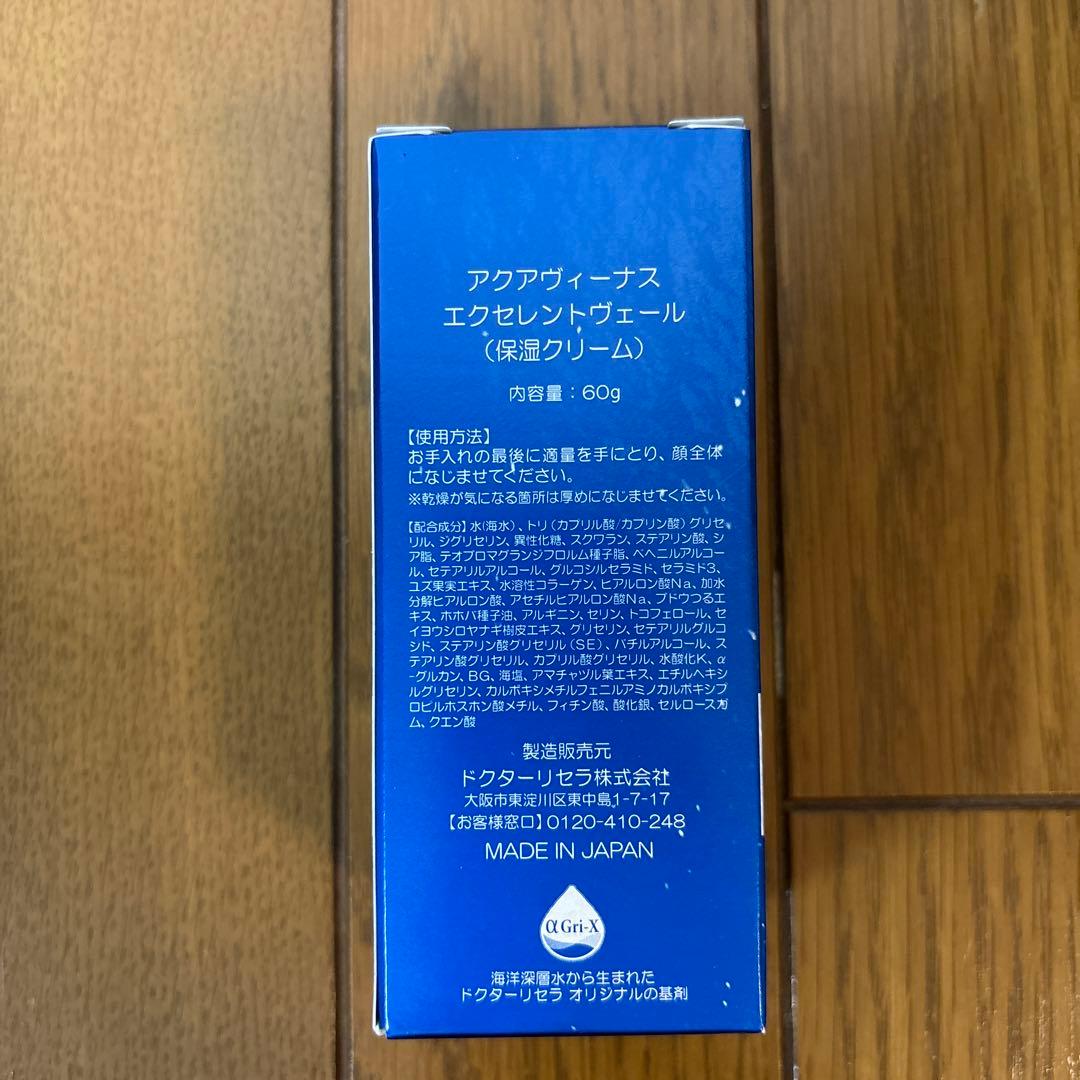 アクアヴィーナス
エクセレントヴェール
(保湿クリーム)
内容量：60g
【使用方法】
お手入れの最後に適量を手にとり、顔全体
になじませてください。
※乾燥が気になる箇所は厚めになじませてください。
【配合成分】水(海水)、トリ(カプリル酸/カプリン酸)グリセ
リル、ジグリセリン、異性化糖、スクワラン、ステアリン酸、シ
ア脂、テオブロマグランジフロルム種子脂、ベヘニルアルコー
ル、セテアリルアルコール、グルコシルセラミド、セラミド3、
ユズ果実エキス、水溶性コラーゲン、ヒアルロン酸Na、加水
分解ヒアルロン酸、アセチルヒアルロン酸Na、ブドウつるエ
キス、ホホバ種子油、アルギニン、セリン、トコフェロール、セ
イヨウシロヤナギ樹皮エキス、グリセリン、セテアリルグルコ
シド、ステアリン酸グリセリル(SE)、バチルアルコール、ス
テアリン酸グリセリル、カプリル酸グリセリル、水酸化K、α
-グルカン、BG、海塩、アマチャヅル葉エキス、エチルヘキシ
ルグリセリン、カルボキシメチルフェニルアミノカルボキシプ
ロピルホスホン酸メチル、フィチン酸、酸化銀、セルロースガ
ム、クエン酸
製造販売元
ドクターリセラ株式会社
大阪市東淀川区東中島1-7-17
【お客様窓口】0120-410-248
MADE IN JAPAN
α Gri-X
海洋深層水から生まれた
ドクターリセラ オリジナルの基剤